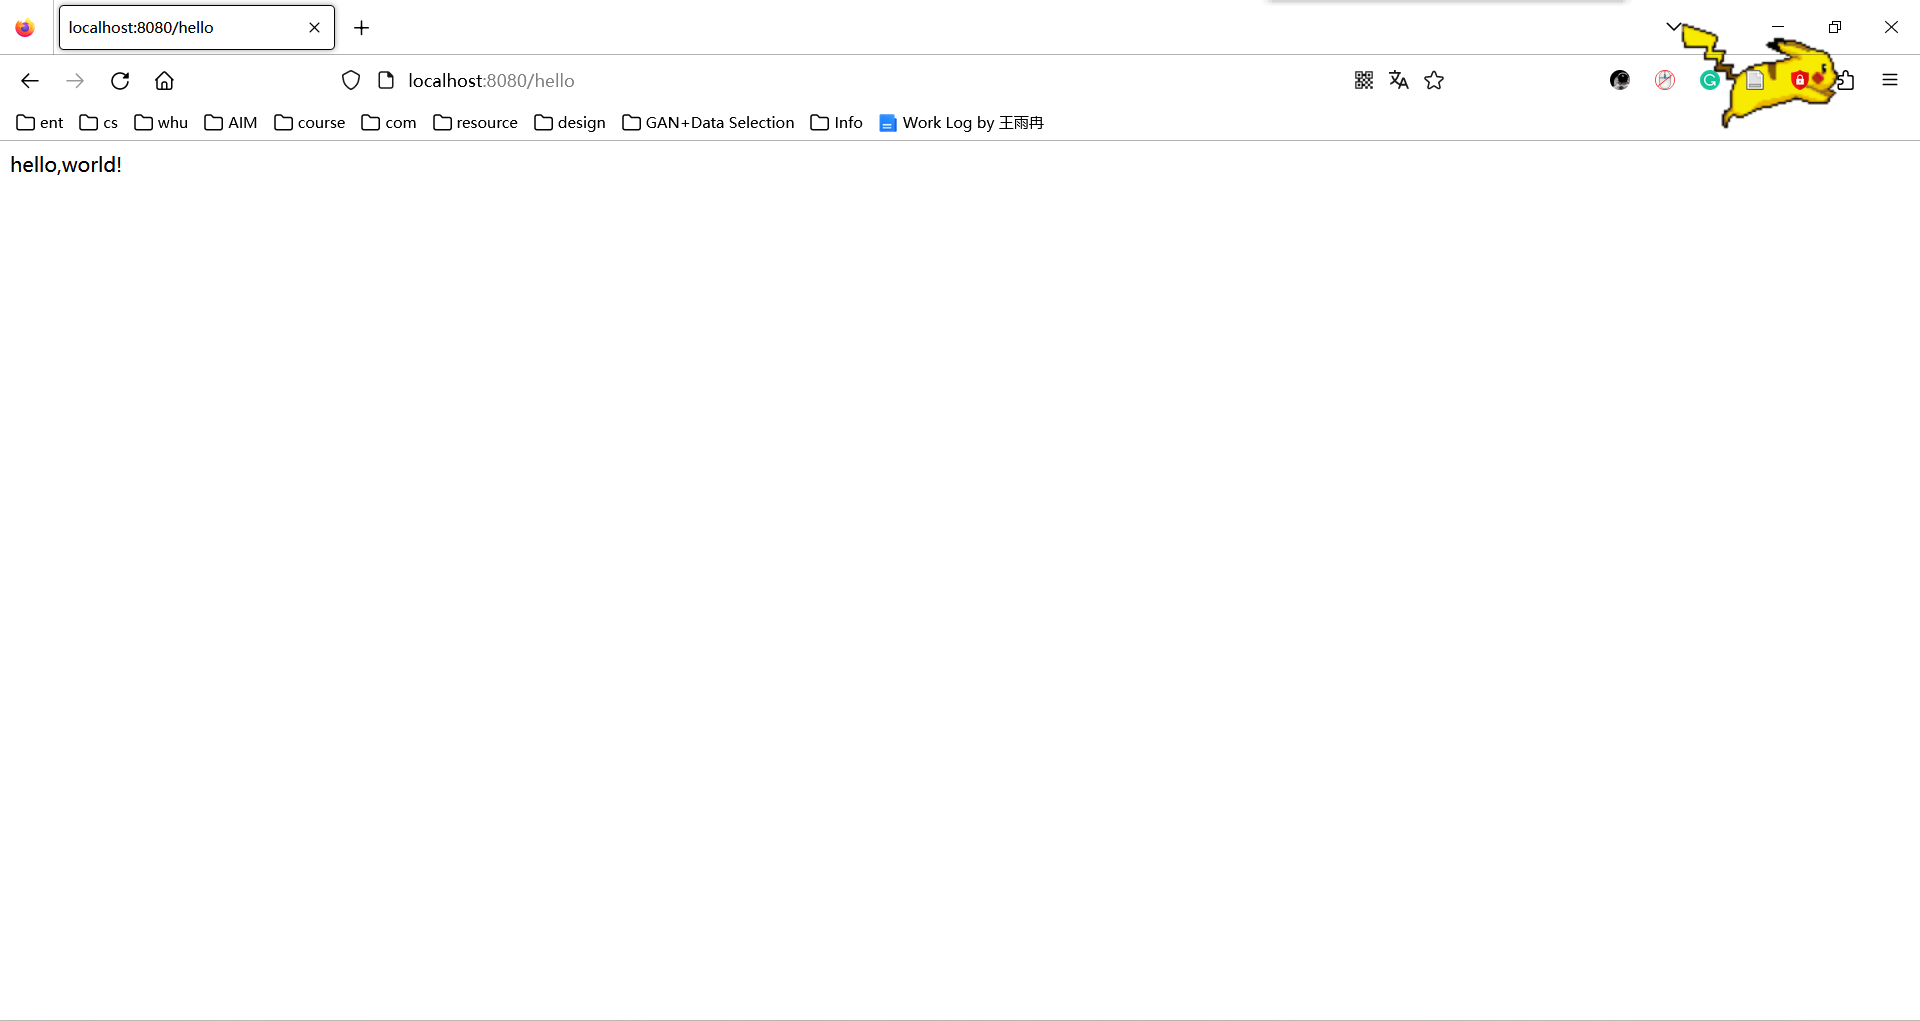 localhost:8080/hello
localhost:8080/hello
ent cs whu AIM course com resource design GAN+Data Selection Info Work Log by 王雨冉
hello,world!